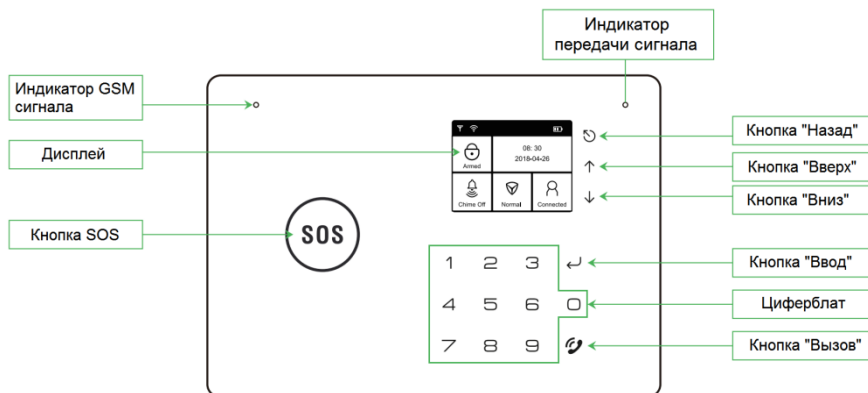 Индикатор
передачи сигнала
Индикатор GSM
сигнала
Дисплей
Кнопка SOS
SOS
08: 30
2018-04-26
Armed
Chime Off
Normal
Connected
Кнопка "Назад"
Кнопка "Вверх"
Кнопка "Вниз"
1 2 3
4 5 6 0
7 8 9
Кнопка "Ввод"
Циферблат
Кнопка "Вызов"